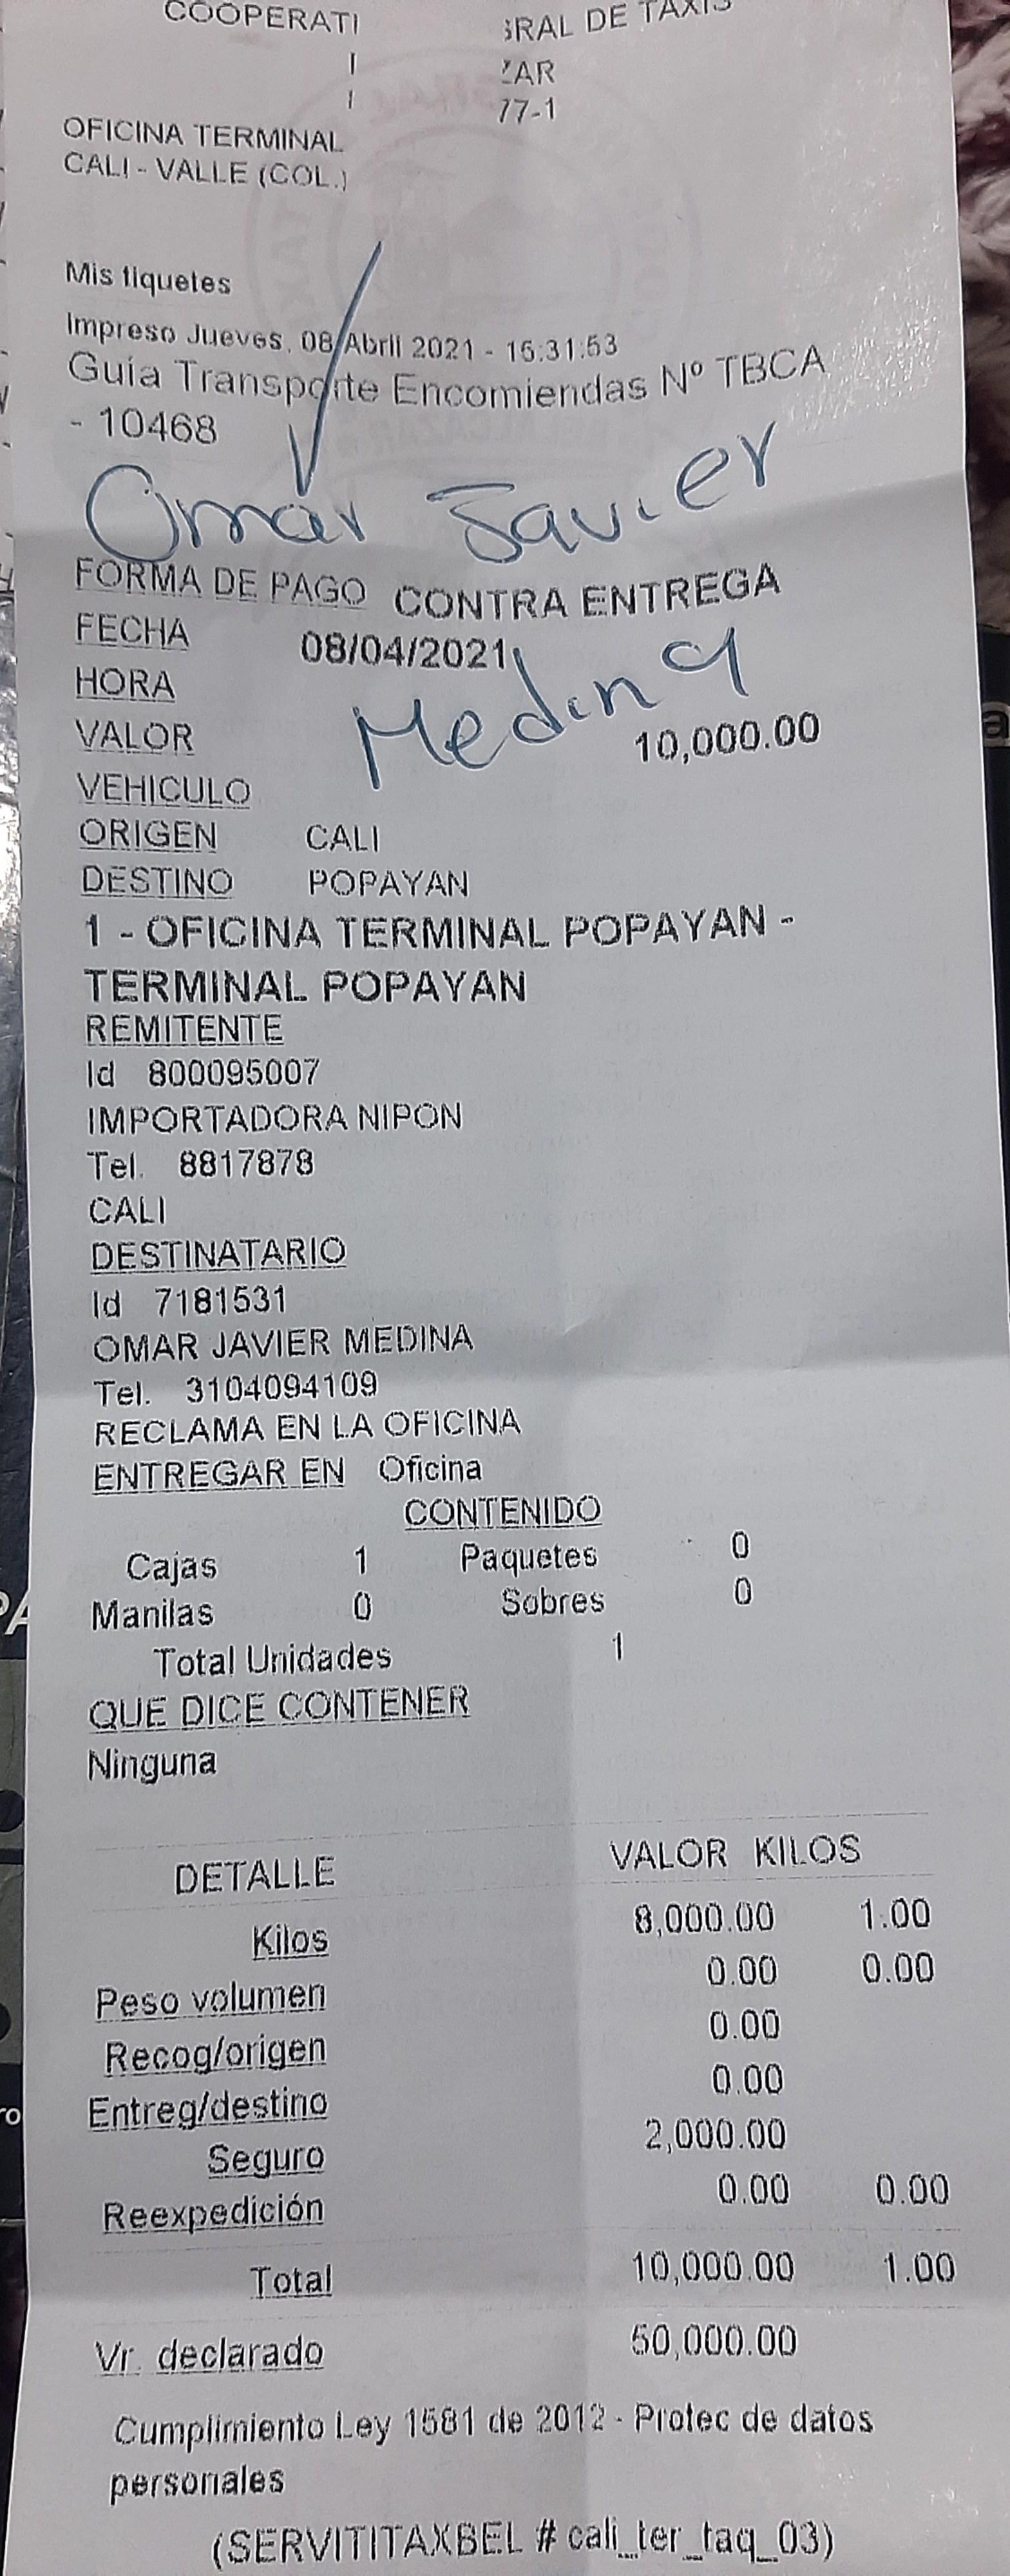 COOPERATI GRAL DE TAXIS
ZAR
77-1
OFICINA TERMINAL
CALI - VALLE (COL.)
Mis tiquetes
Impreso Jueves, 08 Abril 2021 - 15:31:53
Guía Transporte Encomiendas Nº TBCA
- 10468
Omar Javier
FORMA DE PAGO CONTRA ENTREGA
FECHA 08/04/2021
HORA
Medina
VALOR 10,000.00
VEHICULO
ORIGEN CALI
DESTINO POPAYAN
1 - OFICINA TERMINAL POPAYAN -
TERMINAL POPAYAN
REMITENTE
Id 800095007
IMPORTADORA NIPON
Tel. 8817878
CALI
DESTINATARIO
Id 7181531
OMAR JAVIER MEDINA
Tel. 3104094109
RECLAMA EN LA OFICINA
ENTREGAR EN Oficina
CONTENIDO
Cajas 1 Paquetes 0
Manilas 0 Sobres 0
Total Unidades 1
QUE DICE CONTENER
Ninguna
DETALLE VALOR KILOS
Kilos 8,000.00 1.00
Peso volumen 0.00 0.00
Recog/origen 0.00
Entreg/destino 0.00
Seguro 2,000.00
Reexpedición 0.00 0.00
Total 10,000.00 1.00
Vr. declarado 50,000.00
Cumplimiento Ley 1581 de 2012 - Protec de datos
personales
(SERVITITAXBEL # cali_ter_taq_03)